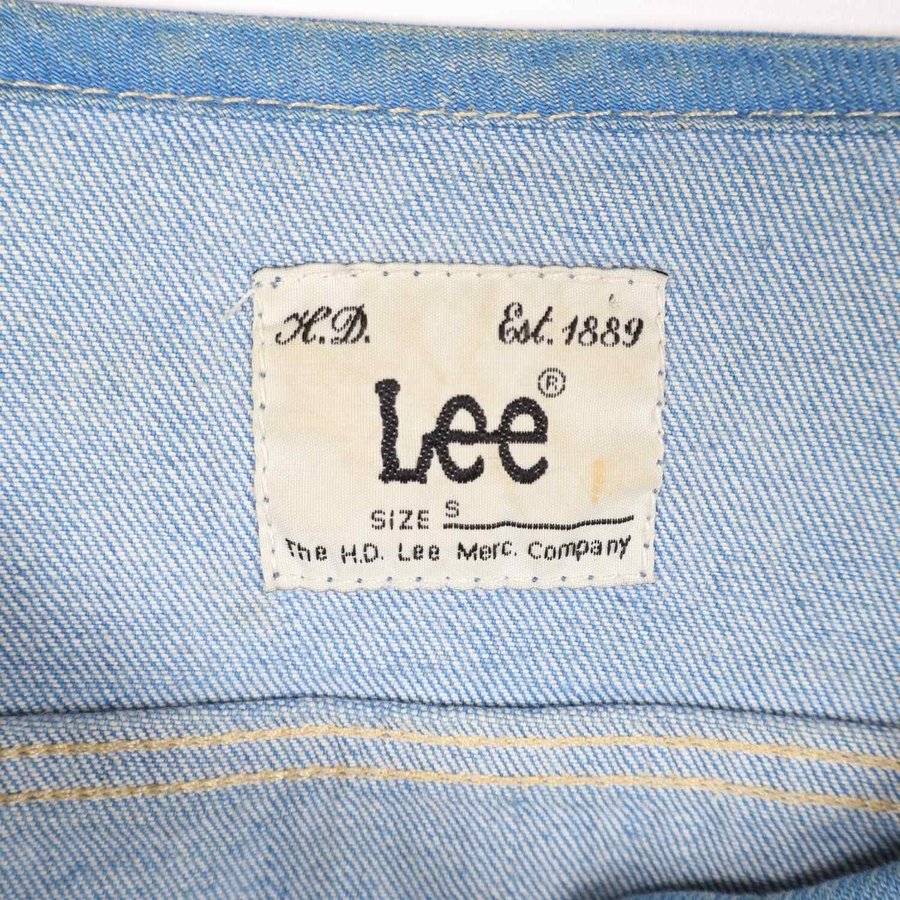 H.D. Est. 1889
Lee®
SIZE S
The H.D. Lee Merc. Company